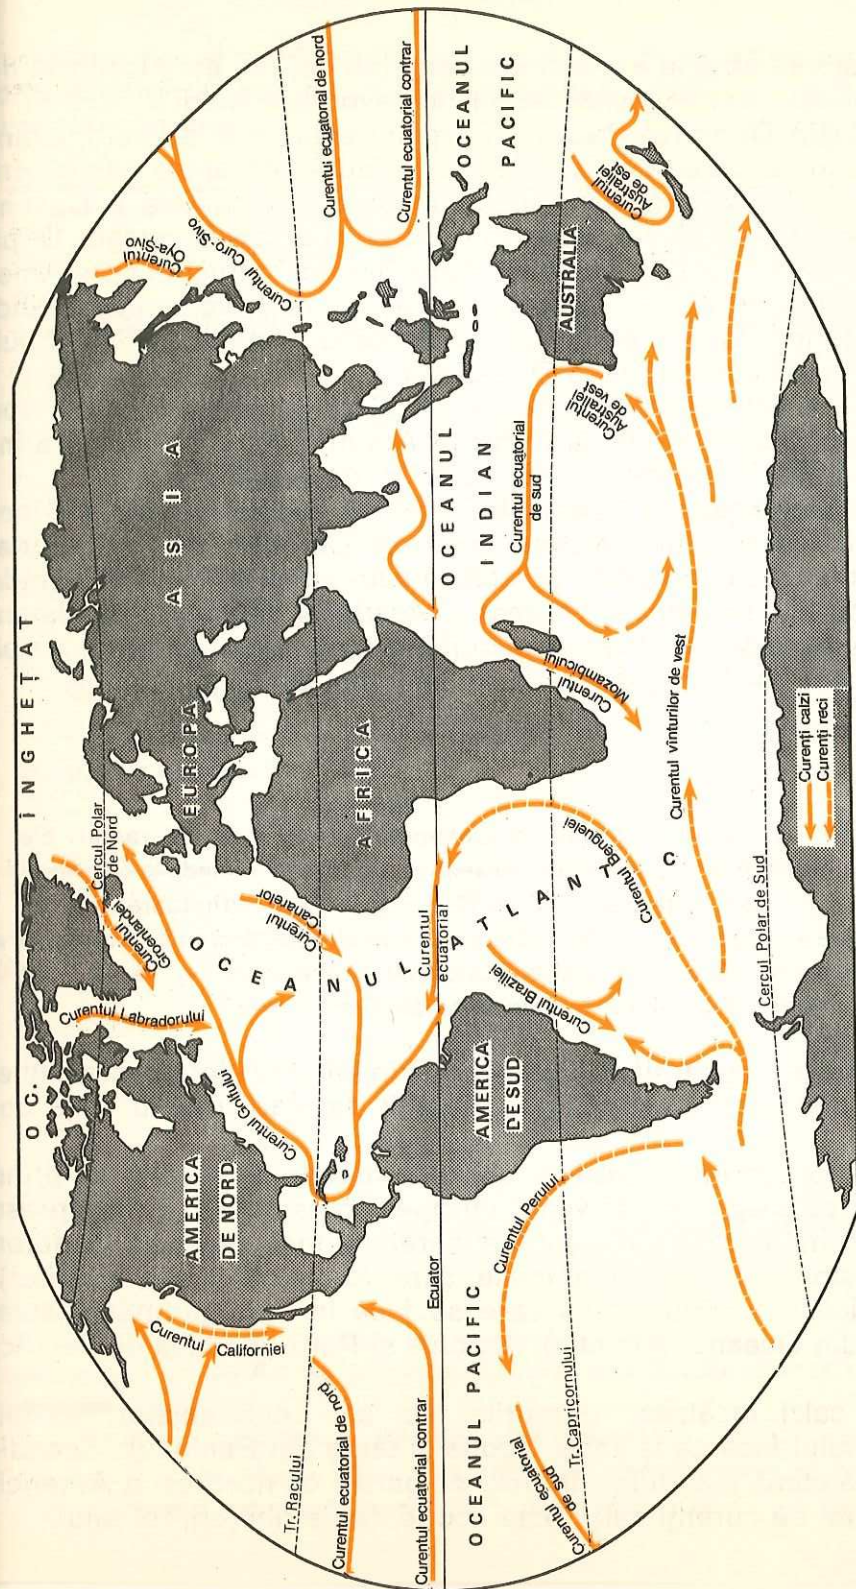 OC. ÎNGHEȚAT
Cercul Polar
de Nord
Curentul
Groenlandei
Curentul Labradorului
AMERICA
DE NORD
EUROPA
ASIA
Curentul
Oya-Sivo
Curentul Curo-Sivo
Curentul
Californiei
Curentul Golfului
OCEANUL ATLANTIC
Curentul
Canarelor
AFRICA
Tr. Racului
Curentul ecuatorial de nord
Curentul ecuatorial de nord
Curentul ecuatorial contrar
Curentul ecuatorial contrar
Ecuator
Curentul
ecuatorial
OCEANUL
INDIAN
OCEANUL
PACIFIC
OCEANUL PACIFIC
AMERICA
DE SUD
Curentul Perului
Curentul Braziliei
Curentul Benguelei
Curentul
Mozambicului
Curentul ecuatorial
de sud
Curentul
Australiei
de vest
AUSTRALIA
Curentul
Australiei
de est
Tr. Capricornului
Curentul ecuatorial
de sud
Curentul vînturilor de vest
Cercul Polar de Sud
Curenți calzi
Curenți reci